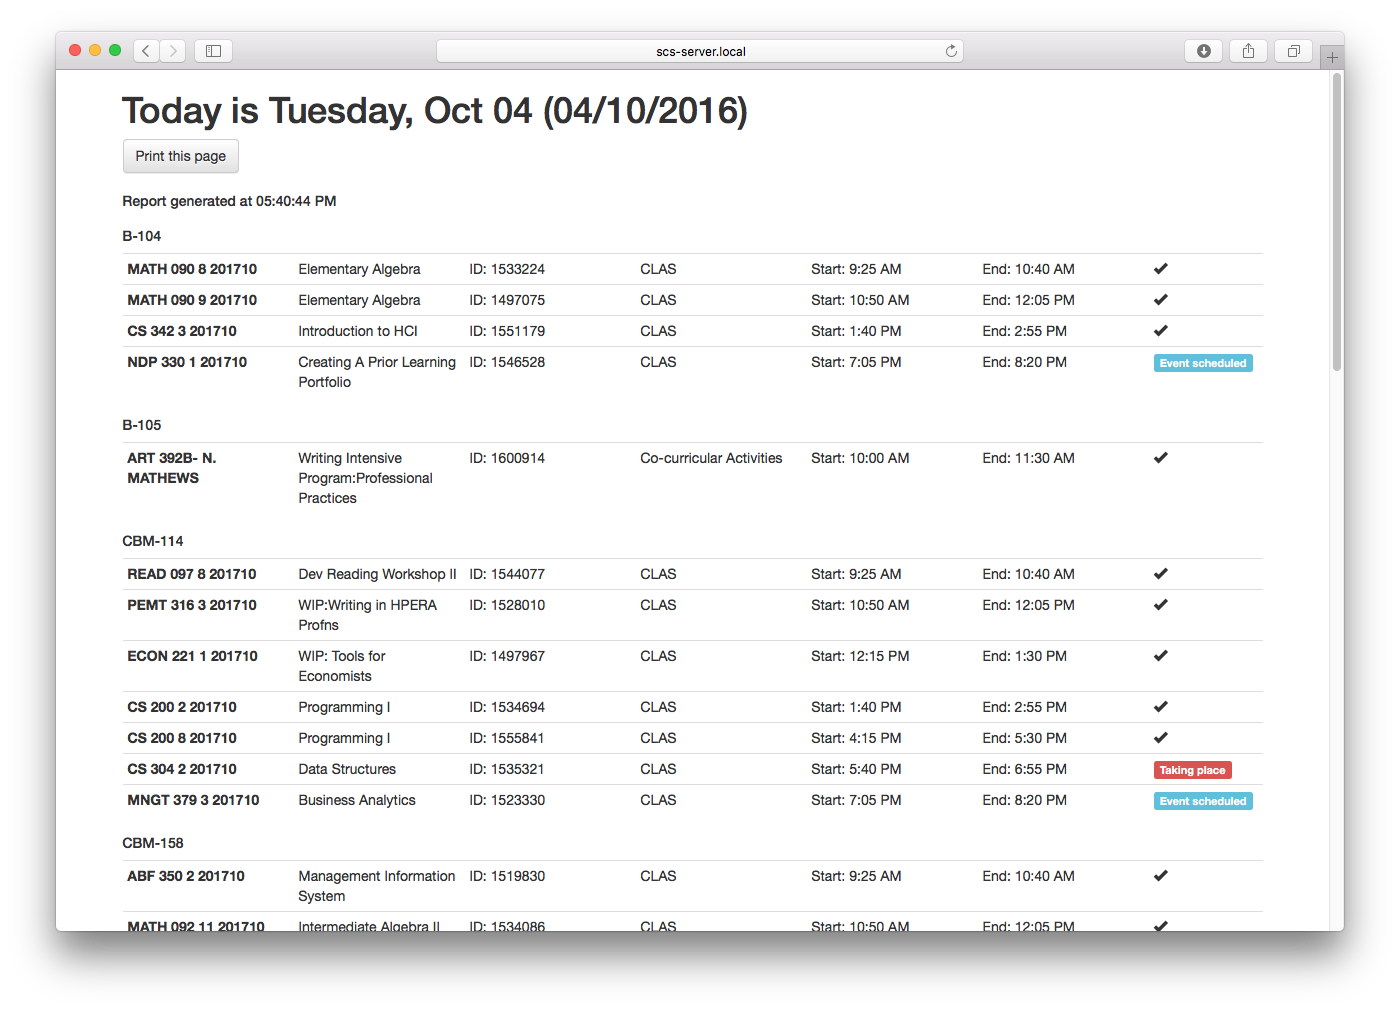 scs-server.local
Today is Tuesday, Oct 04 (04/10/2016)
Print this page
Report generated at 05:40:44 PM
B-104
MATH 090 8 201710 Elementary Algebra ID: 1533224 CLAS Start: 9:25 AM End: 10:40 AM
MATH 090 9 201710 Elementary Algebra ID: 1497075 CLAS Start: 10:50 AM End: 12:05 PM
CS 342 3 201710 Introduction to HCI ID: 1551179 CLAS Start: 1:40 PM End: 2:55 PM
NDP 330 1 201710 Creating A Prior Learning ID: 1546528 CLAS Start: 7:05 PM End: 8:20 PM Event scheduled
Portfolio
B-105
ART 392B- N. Writing Intensive ID: 1600914 Co-curricular Activities Start: 10:00 AM End: 11:30 AM
MATHEWS Program:Professional
Practices
CBM-114
READ 097 8 201710 Dev Reading Workshop II ID: 1544077 CLAS Start: 9:25 AM End: 10:40 AM
PEMT 316 3 201710 WIP:Writing in HPERA ID: 1528010 CLAS Start: 10:50 AM End: 12:05 PM
Profns
ECON 221 1 201710 WIP: Tools for ID: 1497967 CLAS Start: 12:15 PM End: 1:30 PM
Economists
CS 200 2 201710 Programming I ID: 1534694 CLAS Start: 1:40 PM End: 2:55 PM
CS 200 8 201710 Programming I ID: 1555841 CLAS Start: 4:15 PM End: 5:30 PM
CS 304 2 201710 Data Structures ID: 1535321 CLAS Start: 5:40 PM End: 6:55 PM Taking place
MNGT 379 3 201710 Business Analytics ID: 1523330 CLAS Start: 7:05 PM End: 8:20 PM Event scheduled
CBM-158
ABF 350 2 201710 Management Information ID: 1519830 CLAS Start: 9:25 AM End: 10:40 AM
System
MATH 092 11 201710 Intermediate Algebra II ID: 1534086 CLAS Start: 10:50 AM End: 12:05 PM